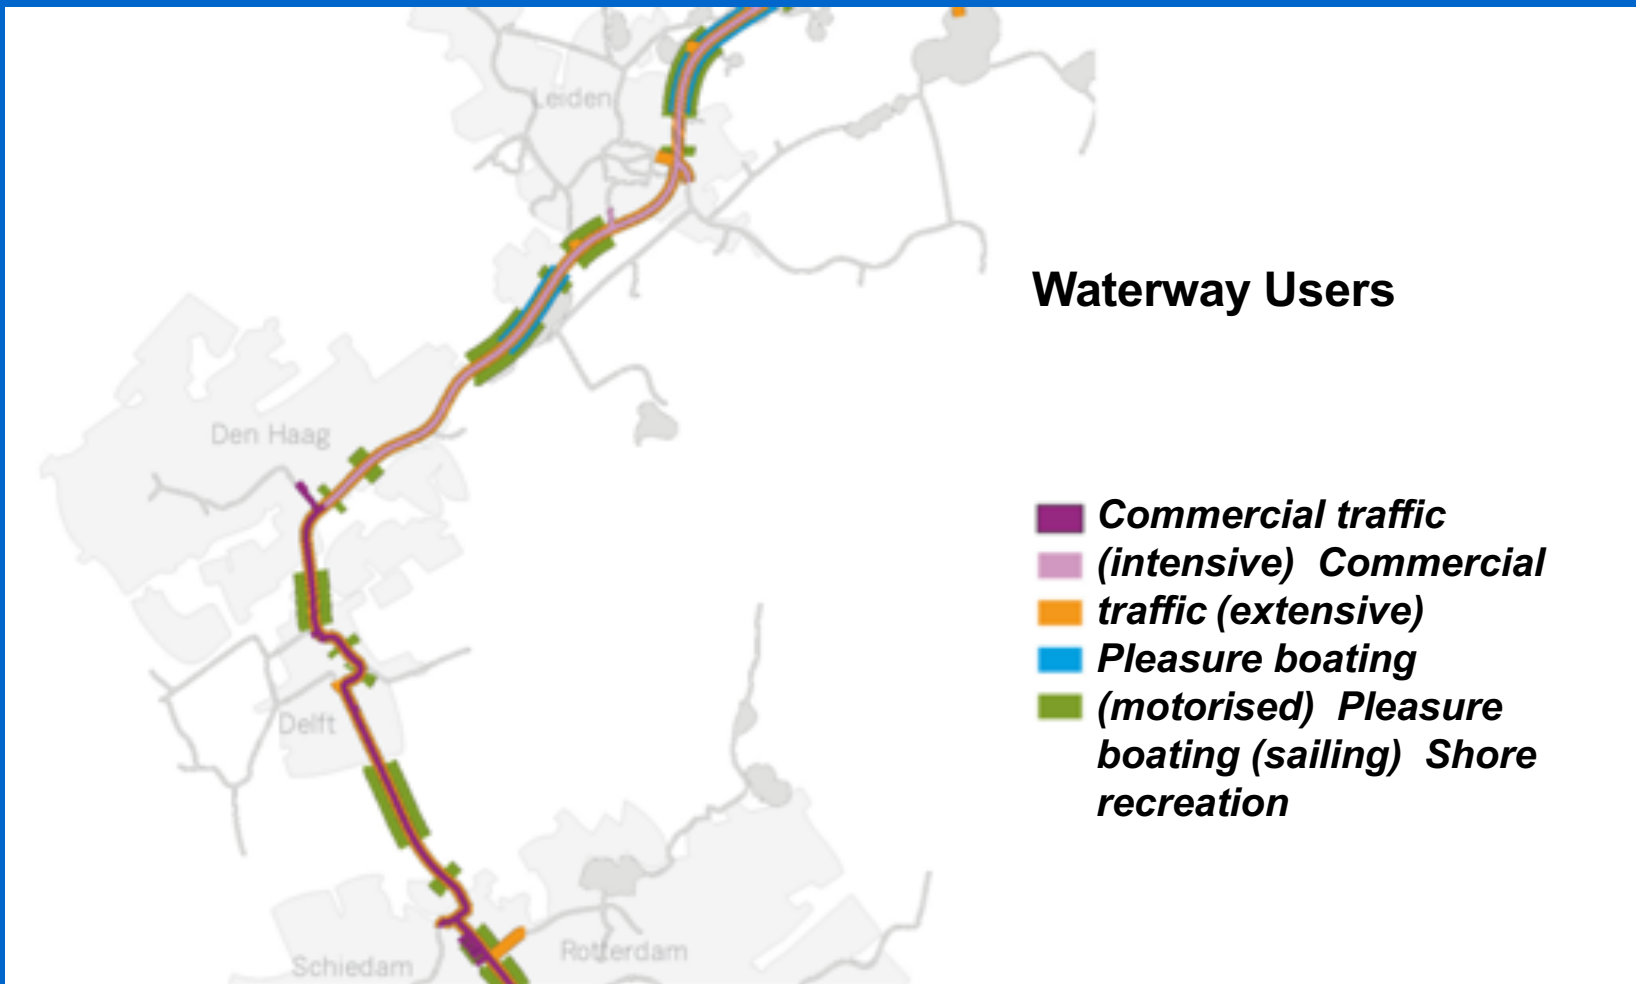 Leiden
Waterway Users
Den Haag
Commercial traffic
(intensive) Commercial
traffic (extensive)
Pleasure boating
(motorised) Pleasure
boating (sailing) Shore
recreation
Delft
Rotterdam
Schiedam